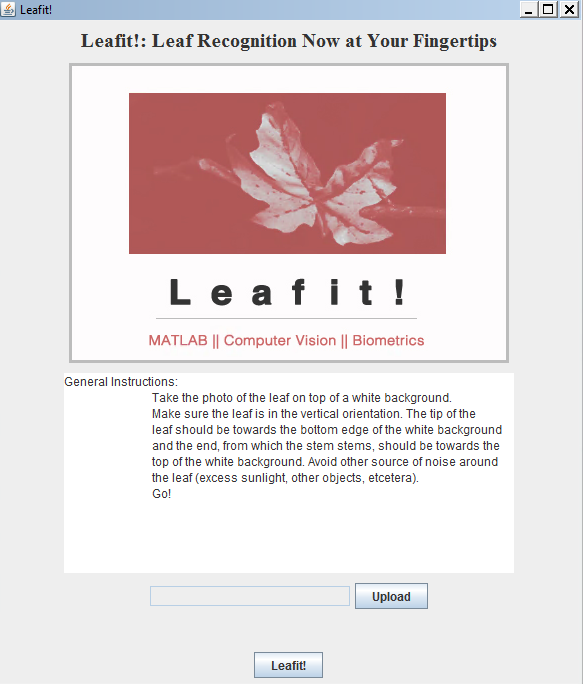 Leafit!
Leafit!: Leaf Recognition Now at Your Fingertips
Leafit!
MATLAB || Computer Vision || Biometrics
General Instructions:
Take the photo of the leaf on top of a white background.
Make sure the leaf is in the vertical orientation. The tip of the
leaf should be towards the bottom edge of the white background
and the end, from which the stem stems, should be towards the
top of the white background. Avoid other source of noise around
the leaf (excess sunlight, other objects, etcetera).
Go!
Upload
Leafit!